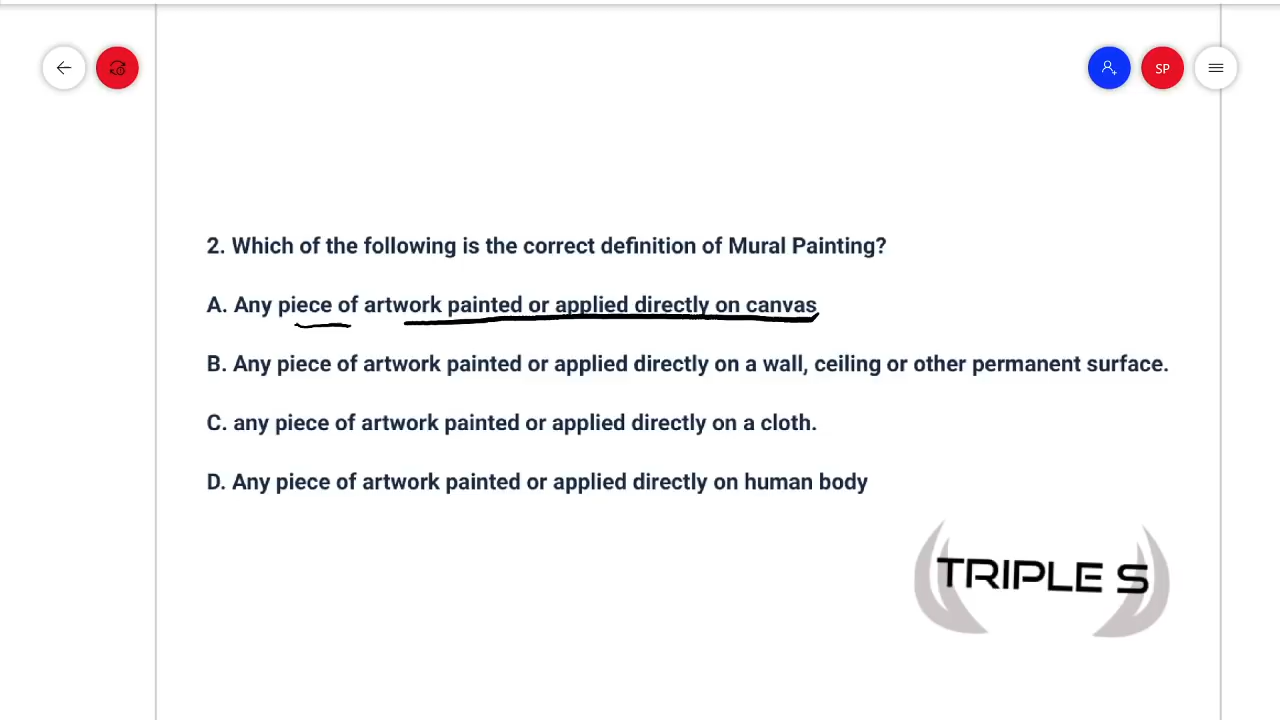 SP
2. Which of the following is the correct definition of Mural Painting?
A. Any piece of artwork painted or applied directly on canvas
B. Any piece of artwork painted or applied directly on a wall, ceiling or other permanent surface.
C. any piece of artwork painted or applied directly on a cloth.
D. Any piece of artwork painted or applied directly on human body
TRIPLE S